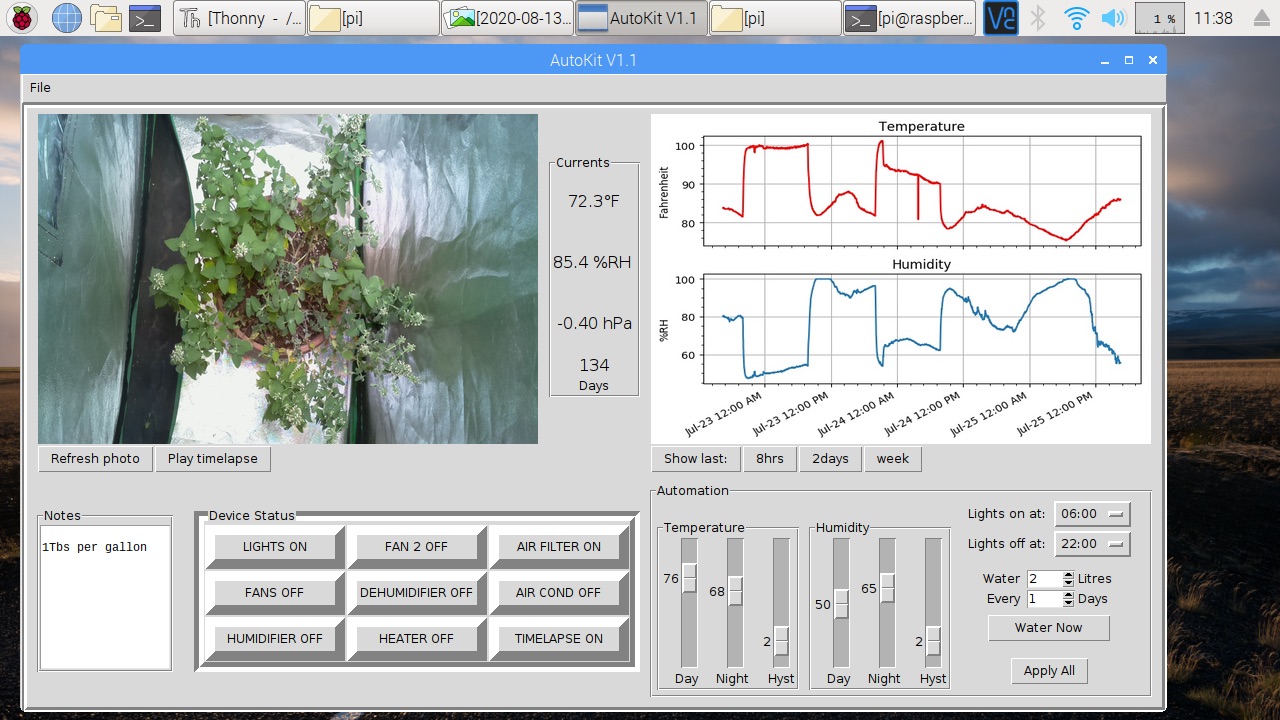 [Thonny - /...
[pi]
[2020-08-13...
AutoKit V1.1
[pi]
[pi@raspber...
1 %
11:38
AutoKit V1.1
File
Currents
72.3°F
85.4 %RH
-0.40 hPa
134
Days
Temperature
Fahrenheit
100
90
80
Humidity
%RH
100
80
60
Jul-23 12:00 AM
Jul-23 12:00 PM
Jul-24 12:00 AM
Jul-24 12:00 PM
Jul-25 12:00 AM
Jul-25 12:00 PM
Refresh photo
Play timelapse
Show last:
8hrs
2days
week
Notes
1Tbs per gallon
Device Status
LIGHTS ON
FAN 2 OFF
AIR FILTER ON
FANS OFF
DEHUMIDIFIER OFF
AIR COND OFF
HUMIDIFIER OFF
HEATER OFF
TIMELAPSE ON
Automation
Temperature
76
68
2
Day
Night
Hyst
Humidity
50
65
2
Day
Night
Hyst
Lights on at: 06:00
Lights off at: 22:00
Water 2 Litres
Every 1 Days
Water Now
Apply All